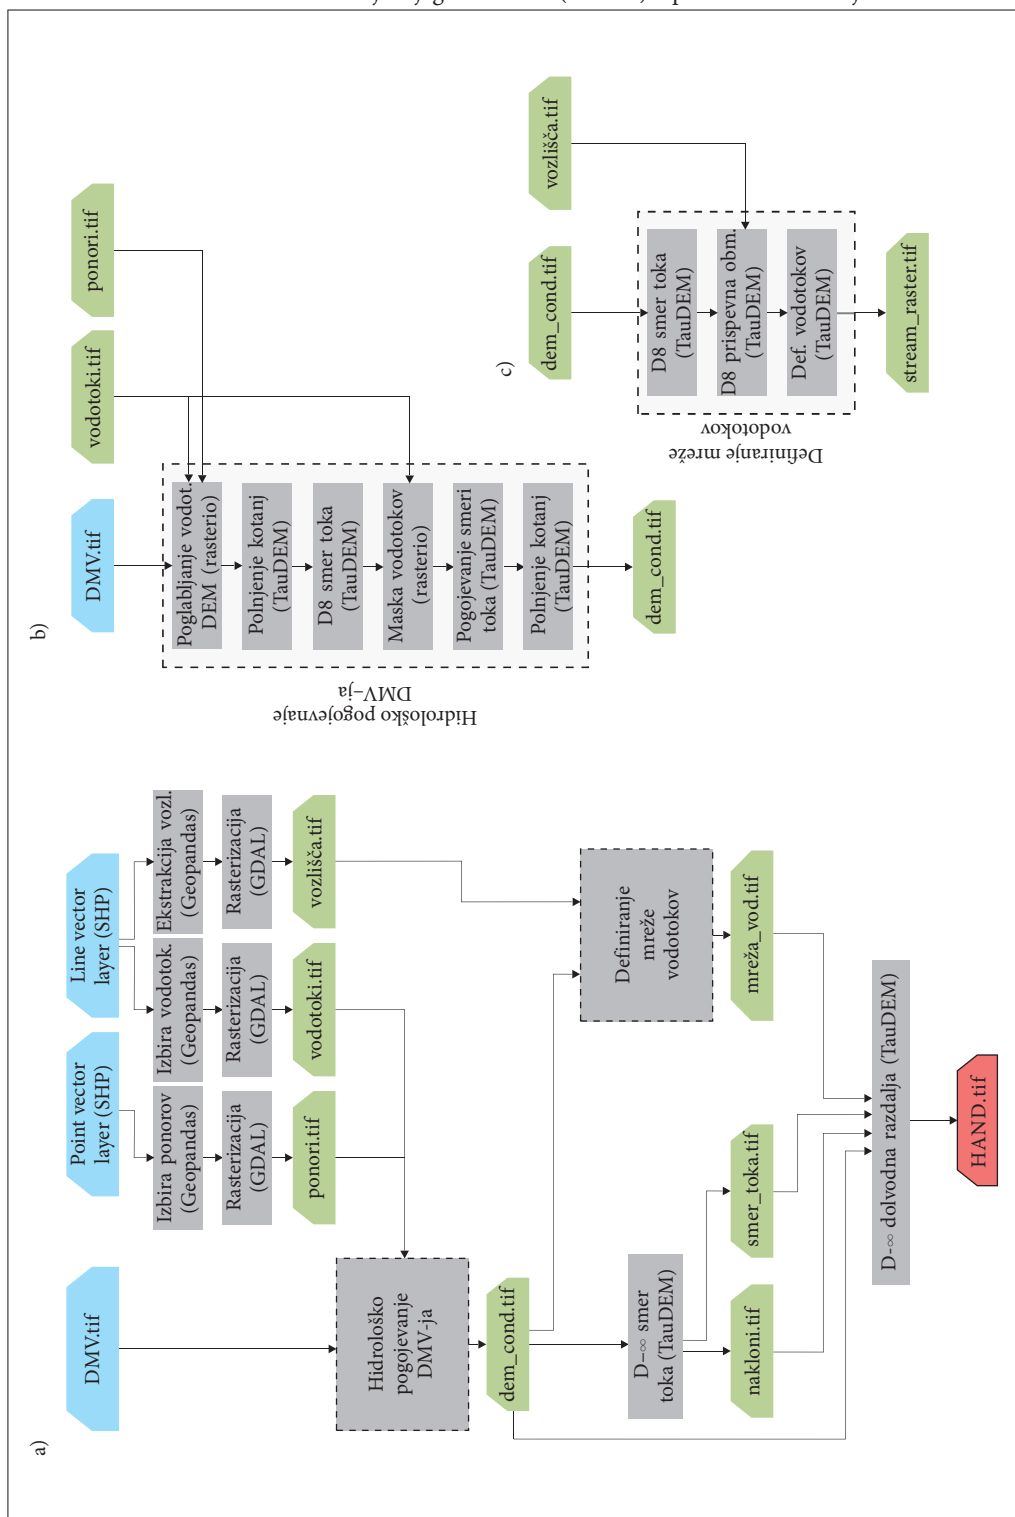 a)
DMV.tif
Point vector
layer (SHP)
Line vector
layer (SHP)
Izbira ponorov
(Geopandas)
Izbira vodotok.
(Geopandas)
Ekstrakcija vozl.
(Geopandas)
Rasterizacija
(GDAL)
Rasterizacija
(GDAL)
Rasterizacija
(GDAL)
ponori.tif
vodotoki.tif
vozlišča.tif
Hidrološko
pogojevanje
DMV-ja
dem_cond.tif
Definiranje
mreže
vodotokov
D–∞ smer
toka (TauDEM)
nakloni.tif
smer_toka.tif
mreža_vod.tif
D-∞ dolvodna razdalja (TauDEM)
HAND.tif
b)
DMV.tif
vodotoki.tif
ponori.tif
Hidrološko pogojevnaje
DMV–ja
Poglabljanje vodot.
DEM (rasterio)
Polnjenje kotanj
(TauDEM)
D8 smer toka
(TauDEM)
Maska vodotokov
(rasterio)
Pogojevanje smeri
toka (TauDEM)
Polnjenje kotanj
(TauDEM)
dem_cond.tif
c)
dem_cond.tif
vozlišča.tif
Definiranje mreže
vodotokov
D8 smer toka
(TauDEM)
D8 prispevna obm.
(TauDEM)
Def. vodotokov
(TauDEM)
stream_raster.tif